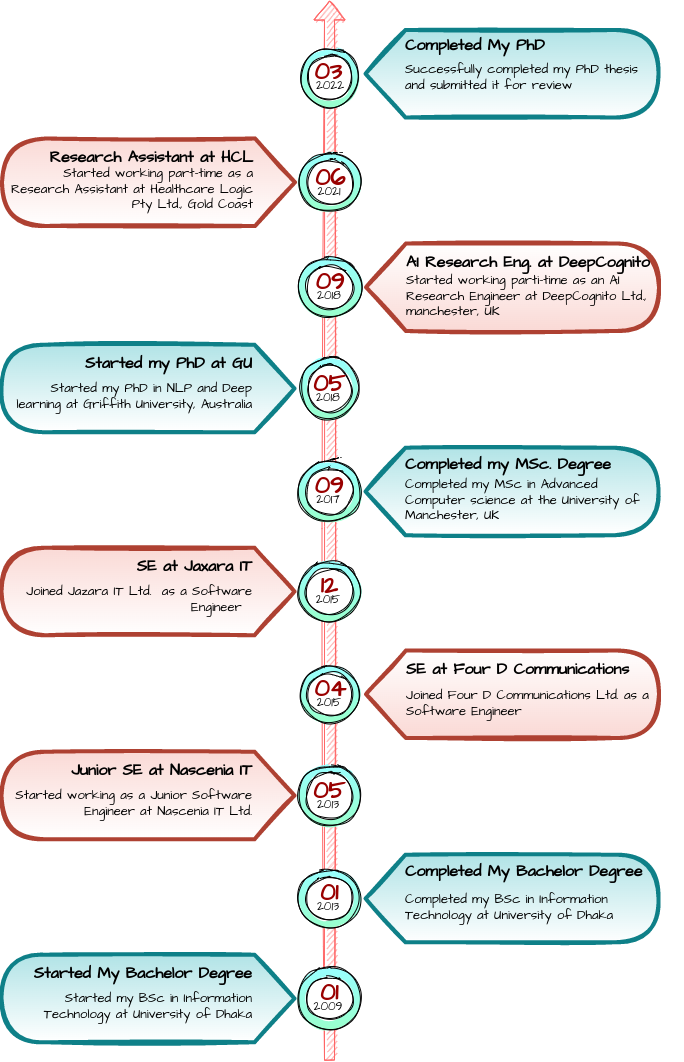 Completed My PhD
Successfully completed my PhD thesis
and submitted it for review
03
2022
Research Assistant at HCL
Started working part-time as a
Research Assistant at Healthcare Logic
Pty Ltd, Gold Coast
06
2021
AI Research Eng. at DeepCognito
Started working parti-time as an AI
Research Engineer at DeepCognito Ltd,
manchester, UK
09
2018
Started my PhD at GU
Started my PhD in NLP and Deep
learning at Griffith University, Australia
05
2018
Completed my MSc. Degree
Completed my MSc in Advanced
Computer science at the University of
Manchester, UK
09
2017
SE at Jaxara IT
Joined Jazara IT Ltd. as a Software
Engineer
12
2015
SE at Four D Communications
Joined Four D Communications Ltd. as a
Software Engineer
04
2015
Junior SE at Nascenia IT
Started working as a Junior Software
Engineer at Nascenia IT Ltd.
05
2013
Completed My Bachelor Degree
Completed my BSc in Information
Technology at University of Dhaka
01
2013
Started My Bachelor Degree
Started my BSc in Information
Technology at University of Dhaka
01
2009